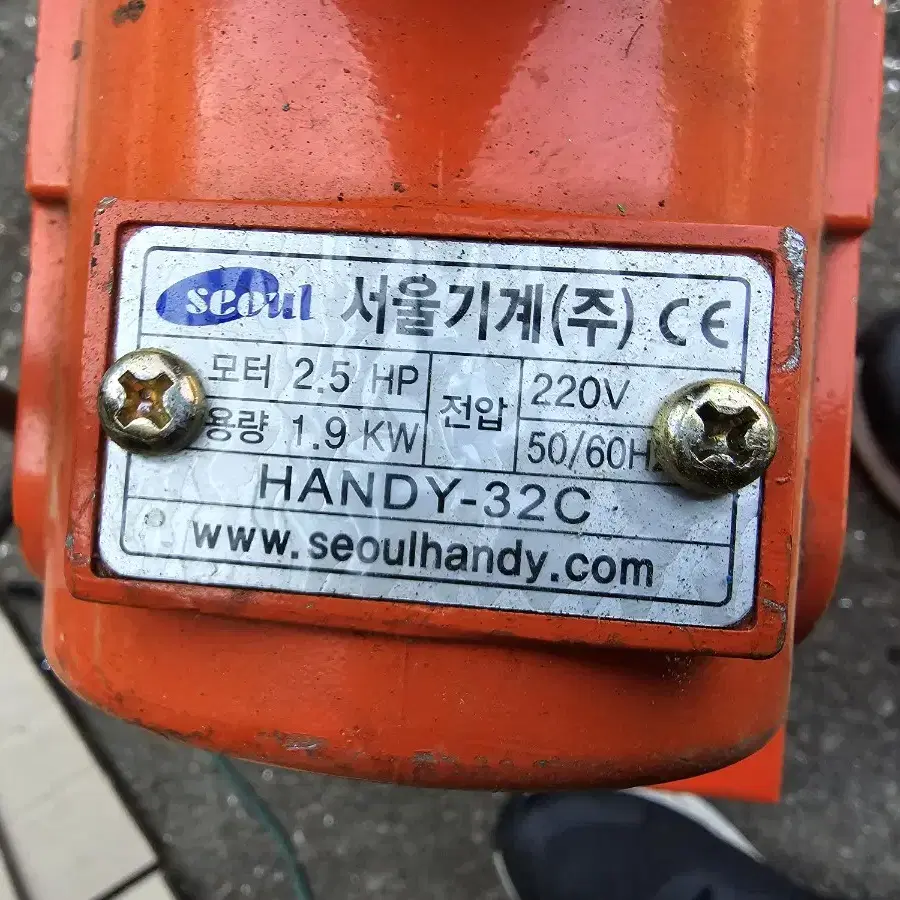 seoul 서울기계(주) CE
모터 2.5 HP
용량 1.9 KW
전압
220V
50/60Hz
HANDY-32C
www.seoulhandy.com